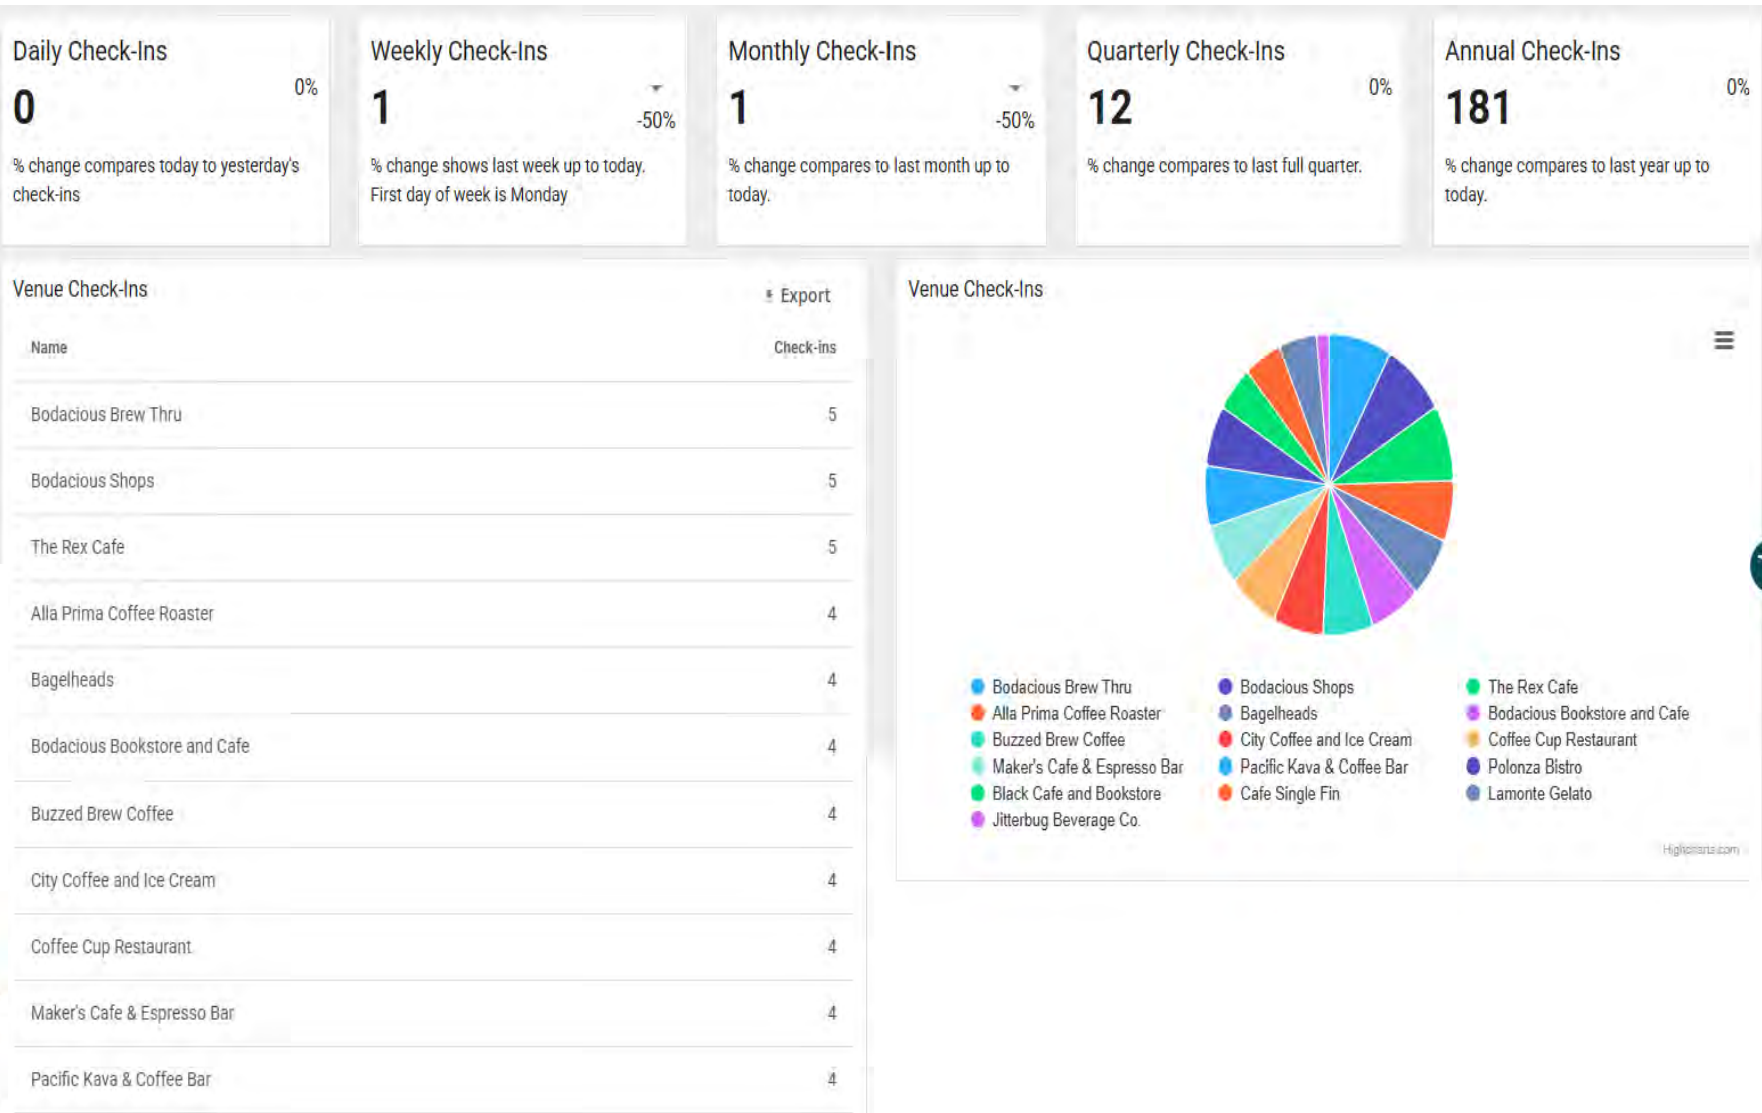 Daily Check-Ins
0
0%
% change compares today to yesterday's
check-ins
Weekly Check-Ins
1
-50%
% change shows last week up to today.
First day of week is Monday
Monthly Check-Ins
1
-50%
% change compares to last month up to
today.
Quarterly Check-Ins
12
0%
% change compares to last full quarter.
Annual Check-Ins
181
0%
% change compares to last year up to
today.
Venue Check-Ins
Export
Name Check-ins
Bodacious Brew Thru 5
Bodacious Shops 5
The Rex Cafe 5
Alla Prima Coffee Roaster 4
Bagelheads 4
Bodacious Bookstore and Cafe 4
Buzzed Brew Coffee 4
City Coffee and Ice Cream 4
Coffee Cup Restaurant 4
Maker's Cafe & Espresso Bar 4
Pacific Kava & Coffee Bar 4
Venue Check-Ins
Bodacious Brew Thru Bodacious Shops The Rex Cafe
Alla Prima Coffee Roaster Bagelheads Bodacious Bookstore and Cafe
Buzzed Brew Coffee City Coffee and Ice Cream Coffee Cup Restaurant
Maker's Cafe & Espresso Bar Pacific Kava & Coffee Bar Polonza Bistro
Black Cafe and Bookstore Cafe Single Fin Lamonte Gelato
Jitterbug Beverage Co.
Highcharts.com